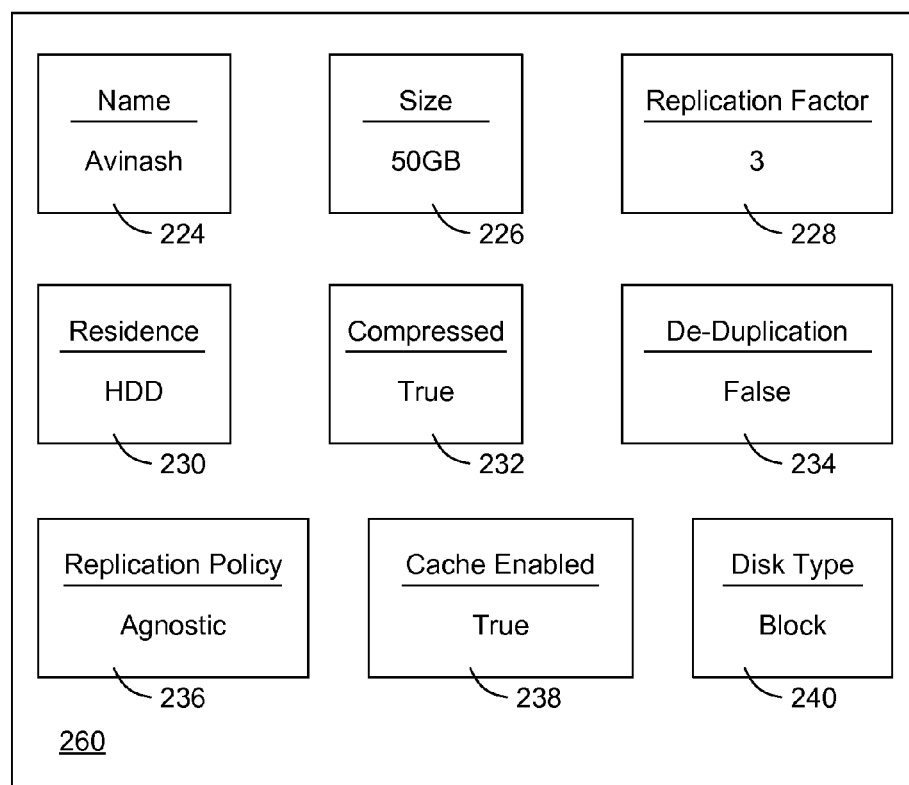 Name
Avinash
224
Size
50GB
226
Replication Factor
3
228
Residence
HDD
230
Compressed
True
232
De-Duplication
False
234
Replication Policy
Agnostic
236
Cache Enabled
True
238
Disk Type
Block
240
260